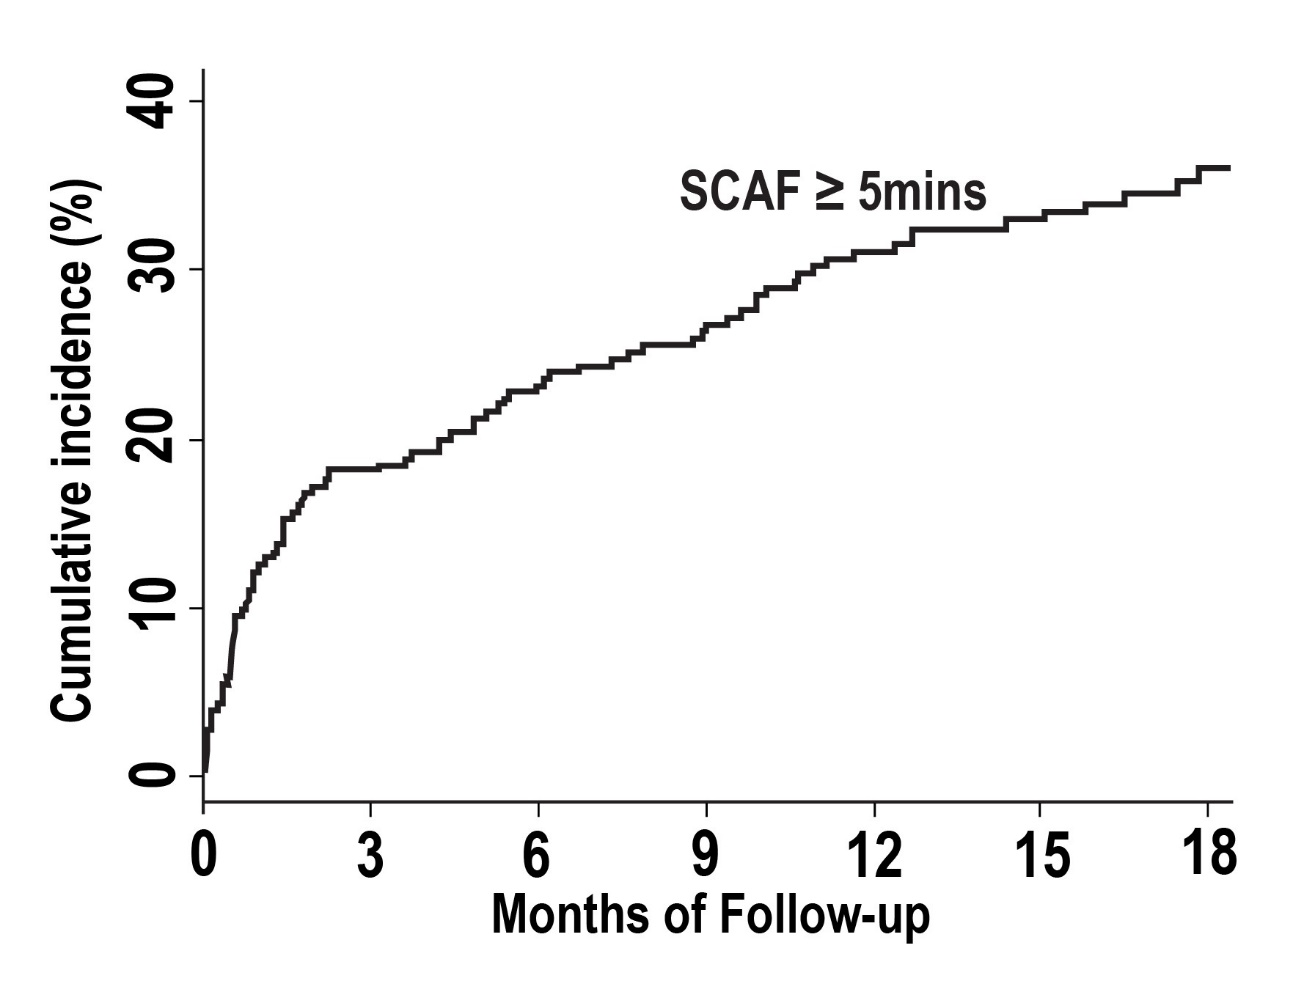 40
30
20
10
0
Cumulative incidence (%)
SCAF ≥ 5mins
0 3 6 9 12 15 18
Months of Follow-up